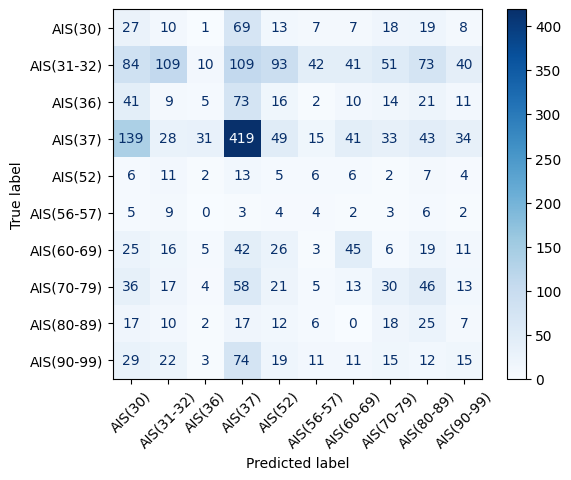 True label
AIS(30) 27 10 1 69 13 7 7 18 19 8
AIS(31-32) 84 109 10 109 93 42 41 51 73 40
AIS(36) 41 9 5 73 16 2 10 14 21 11
AIS(37) 139 28 31 419 49 15 41 33 43 34
AIS(52) 6 11 2 13 5 6 6 2 7 4
AIS(56-57) 5 9 0 3 4 4 2 3 6 2
AIS(60-69) 25 16 5 42 26 3 45 6 19 11
AIS(70-79) 36 17 4 58 21 5 13 30 46 13
AIS(80-89) 17 10 2 17 12 6 0 18 25 7
AIS(90-99) 29 22 3 74 19 11 11 15 12 15
AIS(30) AIS(31-32) AIS(36) AIS(37) AIS(52) AIS(56-57) AIS(60-69) AIS(70-79) AIS(80-89) AIS(90-99)
Predicted label
400
350
300
250
200
150
100
50
0